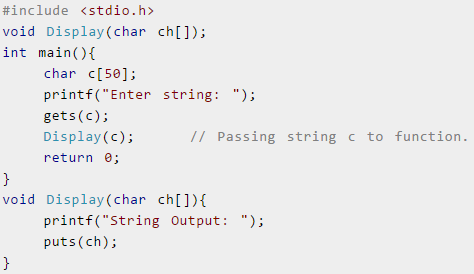 #include <stdio.h>
void Display(char ch[]);
int main(){
     char c[50];
     printf("Enter string: ");
     gets(c);
     Display(c);      // Passing string c to function.
     return 0;
}
void Display(char ch[]){
     printf("String Output: ");
     puts(ch);
}